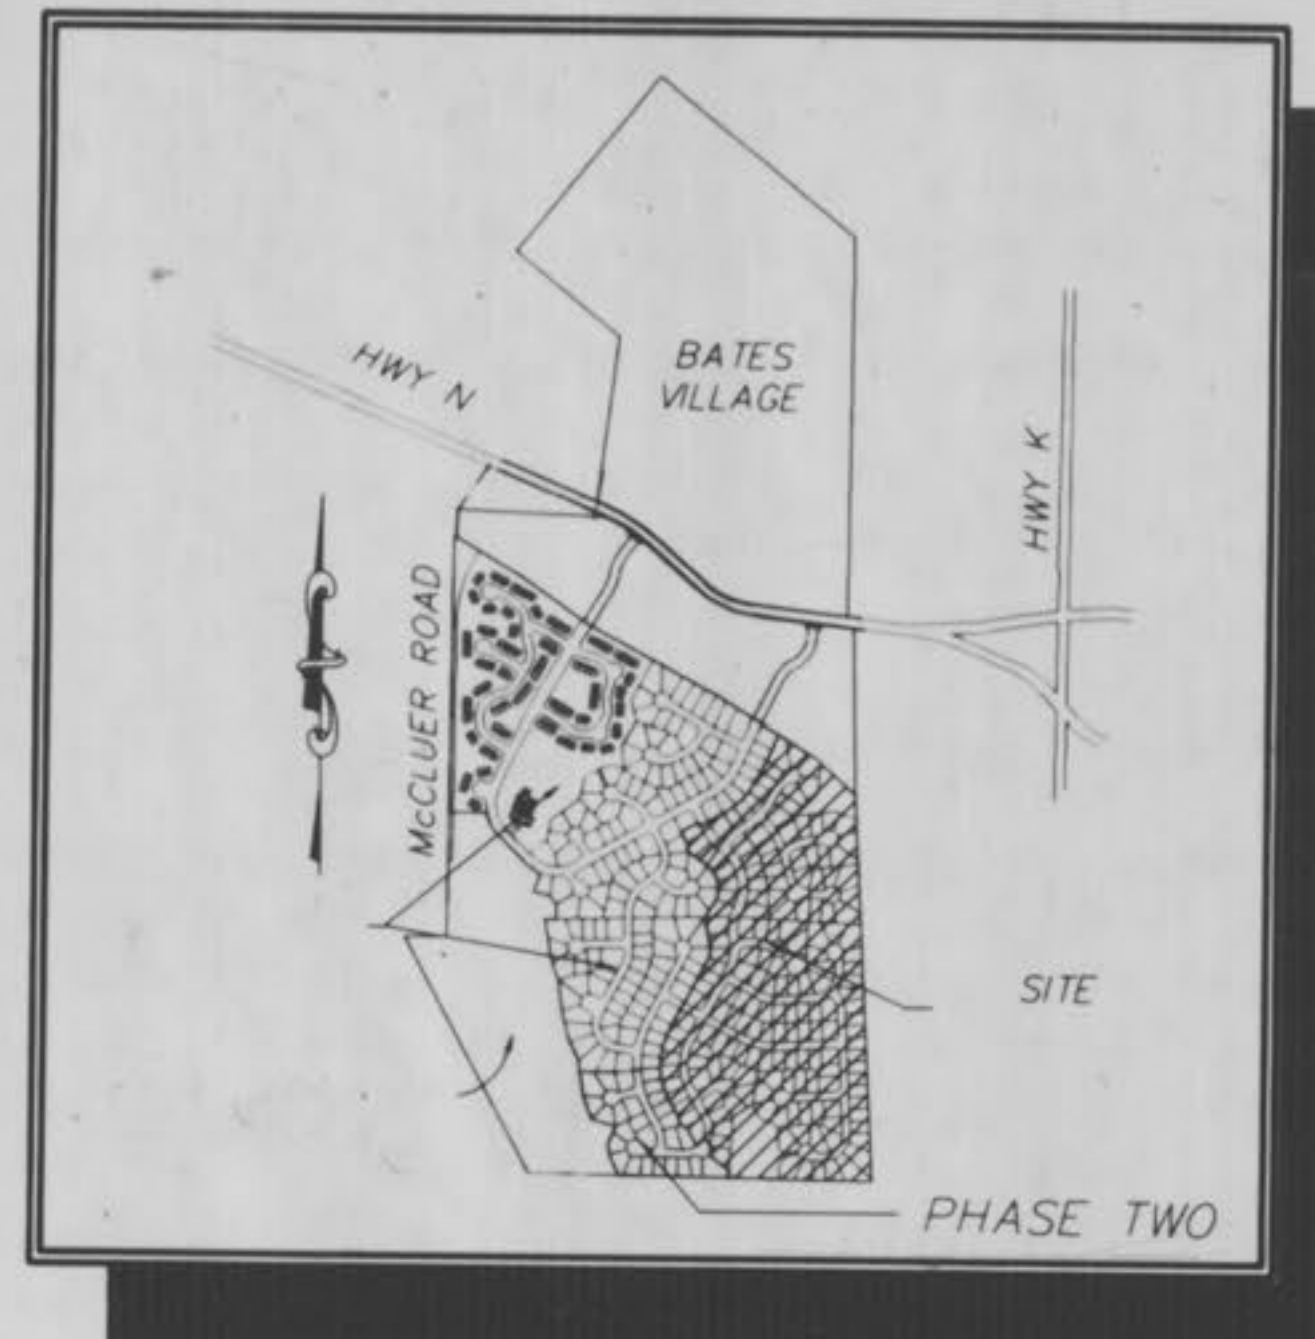 HWY N
BATES
VILLAGE
HWY K
McCLUER ROAD
SITE
PHASE TWO